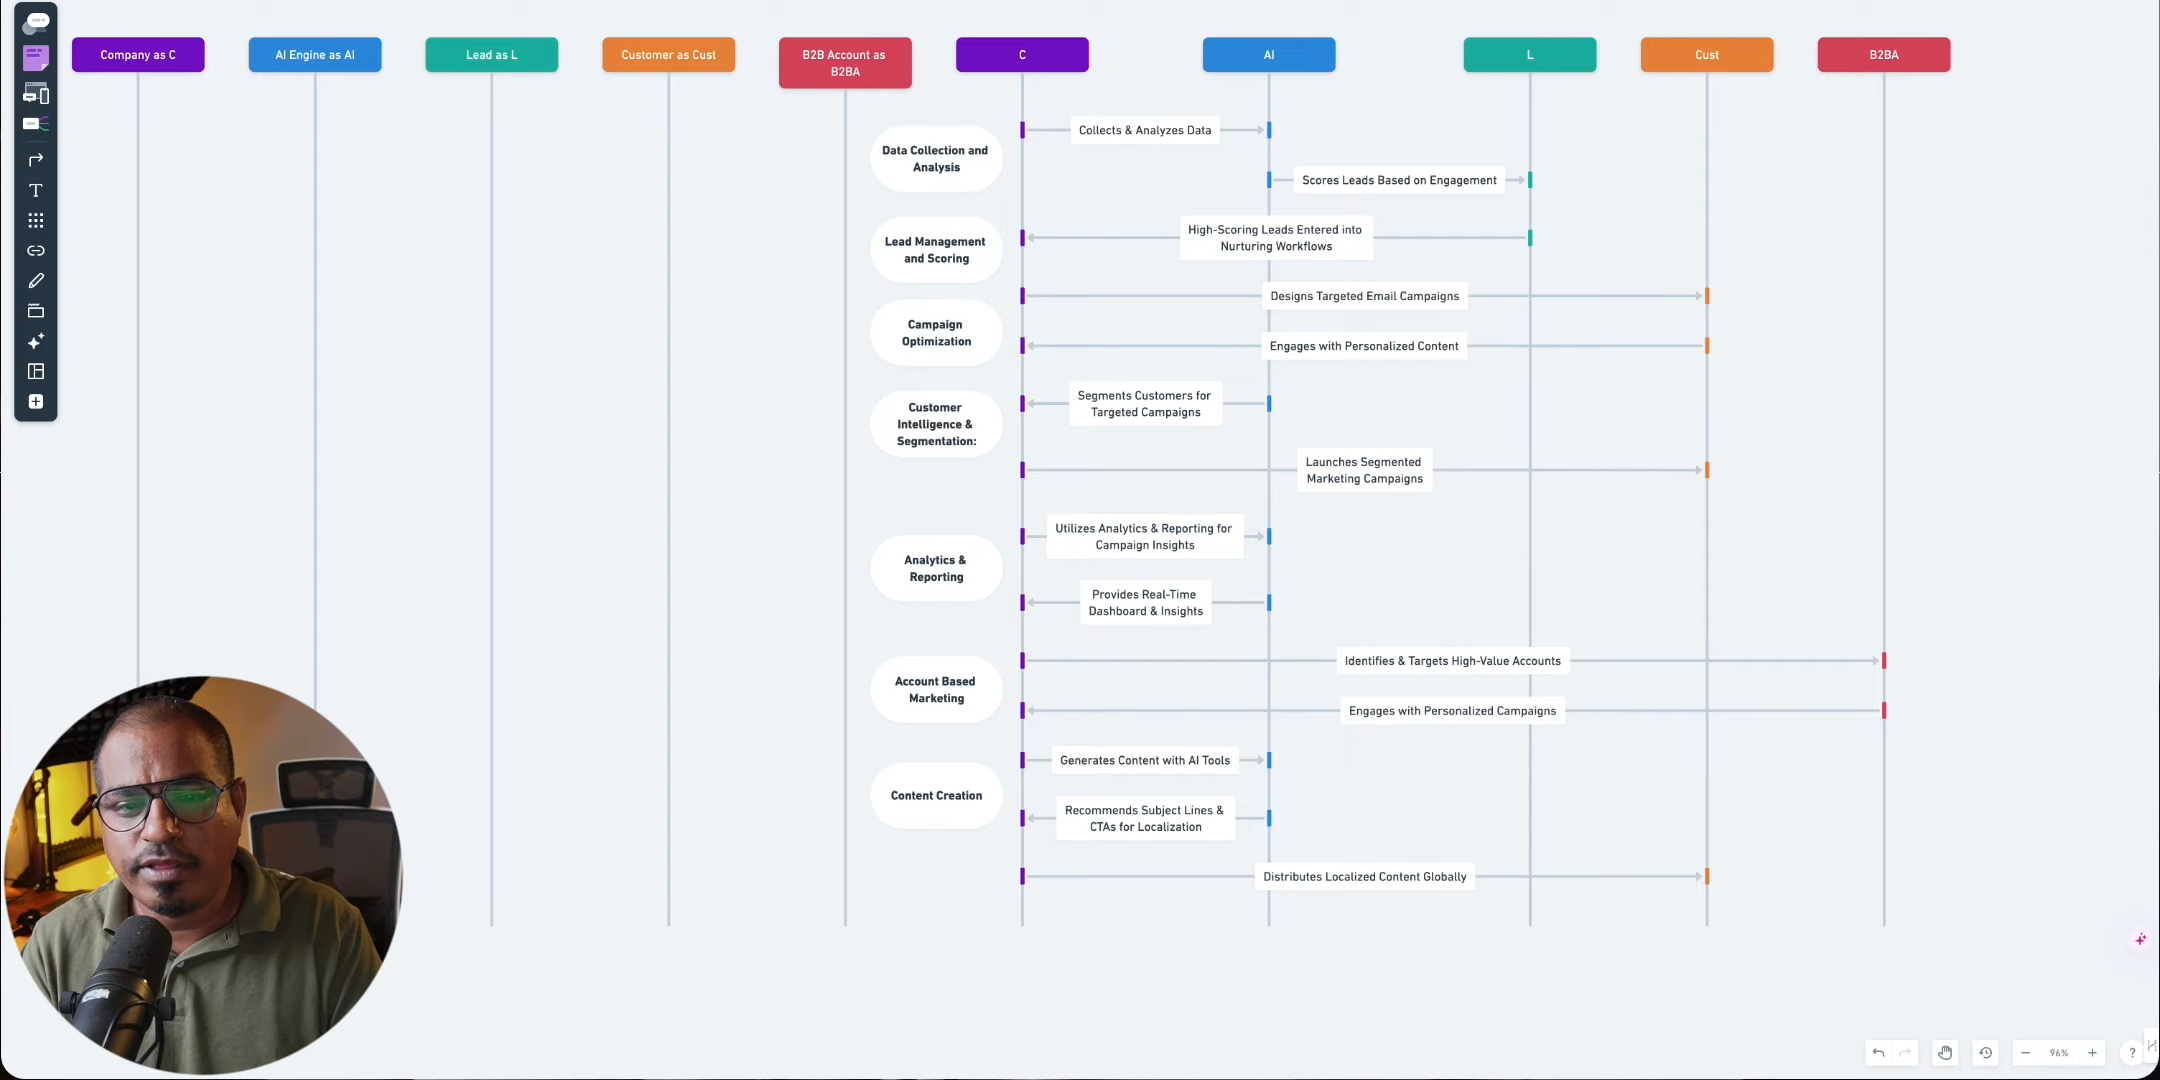 Company as C
AI Engine as AI
Lead as L
Customer as Cust
B2B Account as
B2BA
C
AI
L
Cust
B2BA
Collects & Analyzes Data
Data Collection and
Analysis
Scores Leads Based on Engagement
High-Scoring Leads Entered into
Nurturing Workflows
Lead Management
and Scoring
Designs Targeted Email Campaigns
Campaign
Optimization
Engages with Personalized Content
Segments Customers for
Targeted Campaigns
Customer
Intelligence &
Segmentation:
Launches Segmented
Marketing Campaigns
Utilizes Analytics & Reporting for
Campaign Insights
Analytics &
Reporting
Provides Real-Time
Dashboard & Insights
Identifies & Targets High-Value Accounts
Account Based
Marketing
Engages with Personalized Campaigns
Generates Content with AI Tools
Content Creation
Recommends Subject Lines &
CTAs for Localization
Distributes Localized Content Globally
T
96%
?